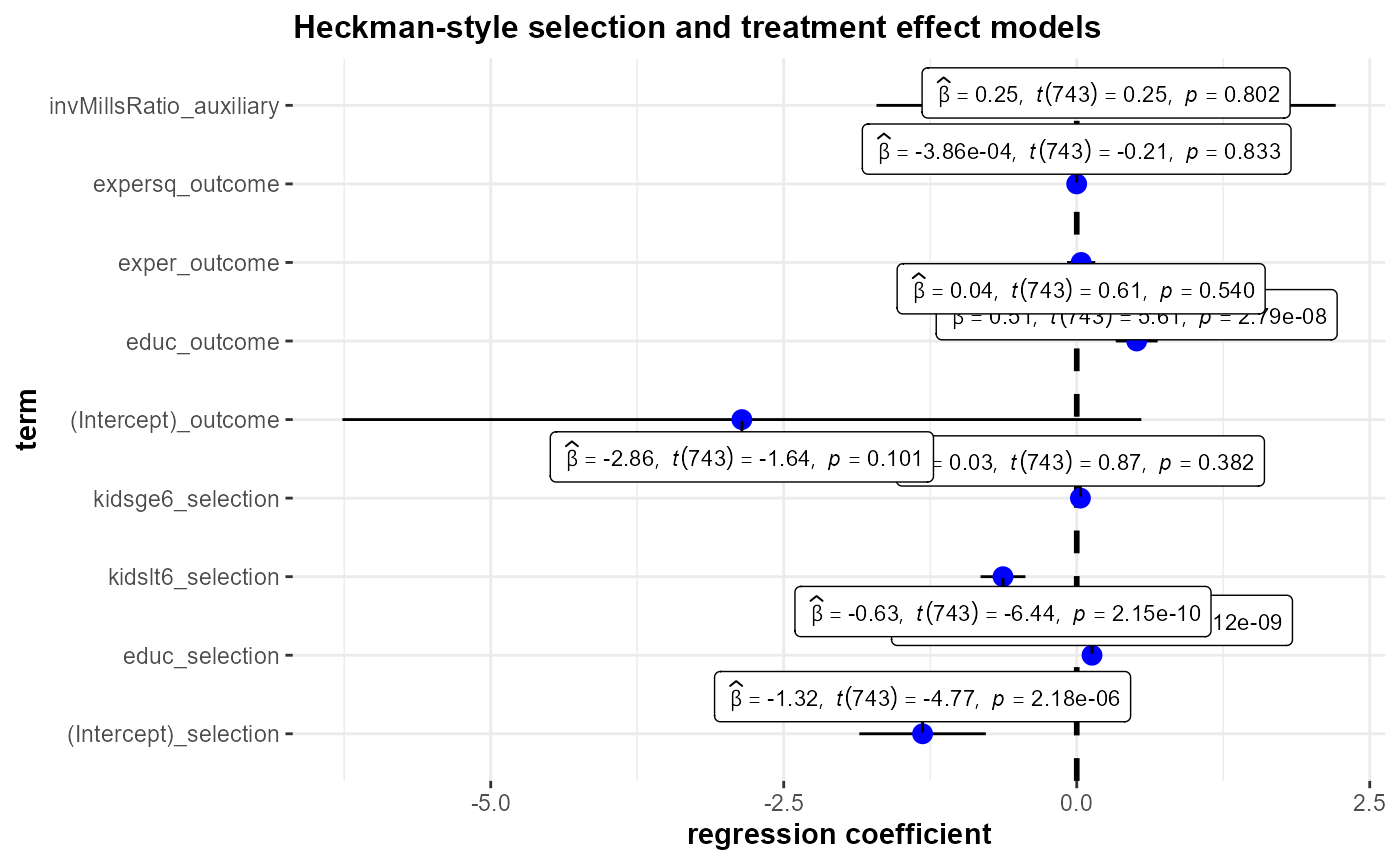 Heckman-style selection and treatment effect models
invMillsRatio_auxiliary
β̂ = 0.25, t(743) = 0.25, p = 0.802
β̂ = -3.86e-04, t(743) = -0.21, p = 0.833
expersq_outcome
exper_outcome
β̂ = 0.04, t(743) = 0.61, p = 0.540
β = 0.51, t(743) = 5.61, p = 2.79e-08
educ_outcome
(Intercept)_outcome
β̂ = -2.86, t(743) = -1.64, p = 0.101
= 0.03, t(743) = 0.87, p = 0.382
kidsge6_selection
kidslt6_selection
β̂ = -0.63, t(743) = -6.44, p = 2.15e-10
12e-09
educ_selection
β̂ = -1.32, t(743) = -4.77, p = 2.18e-06
(Intercept)_selection
-5.0 -2.5 0.0 2.5
regression coefficient
term